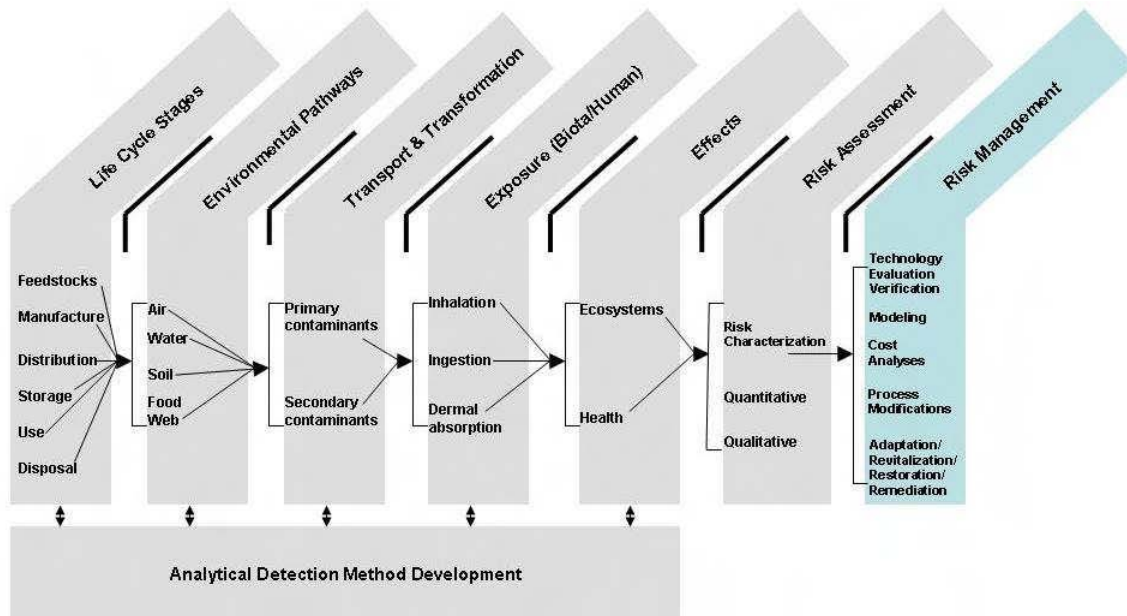 Life Cycle Stages
Environmental Pathways
Transport & Transformation
Exposure (Biota/Human)
Effects
Risk Assessment
Risk Management
Feedstocks
Manufacture
Distribution
Storage
Use
Disposal
Air
Water
Soil
Food
Web
Primary
contaminants
Secondary
contaminants
Inhalation
Ingestion
Dermal
absorption
Ecosystems
Health
Risk
Characterization
Quantitative
Qualitative
Technology
Evaluation
Verification
Modeling
Cost
Analyses
Process
Modifications
Adaptation/
Revitalization/
Restoration/
Remediation
Analytical Detection Method Development